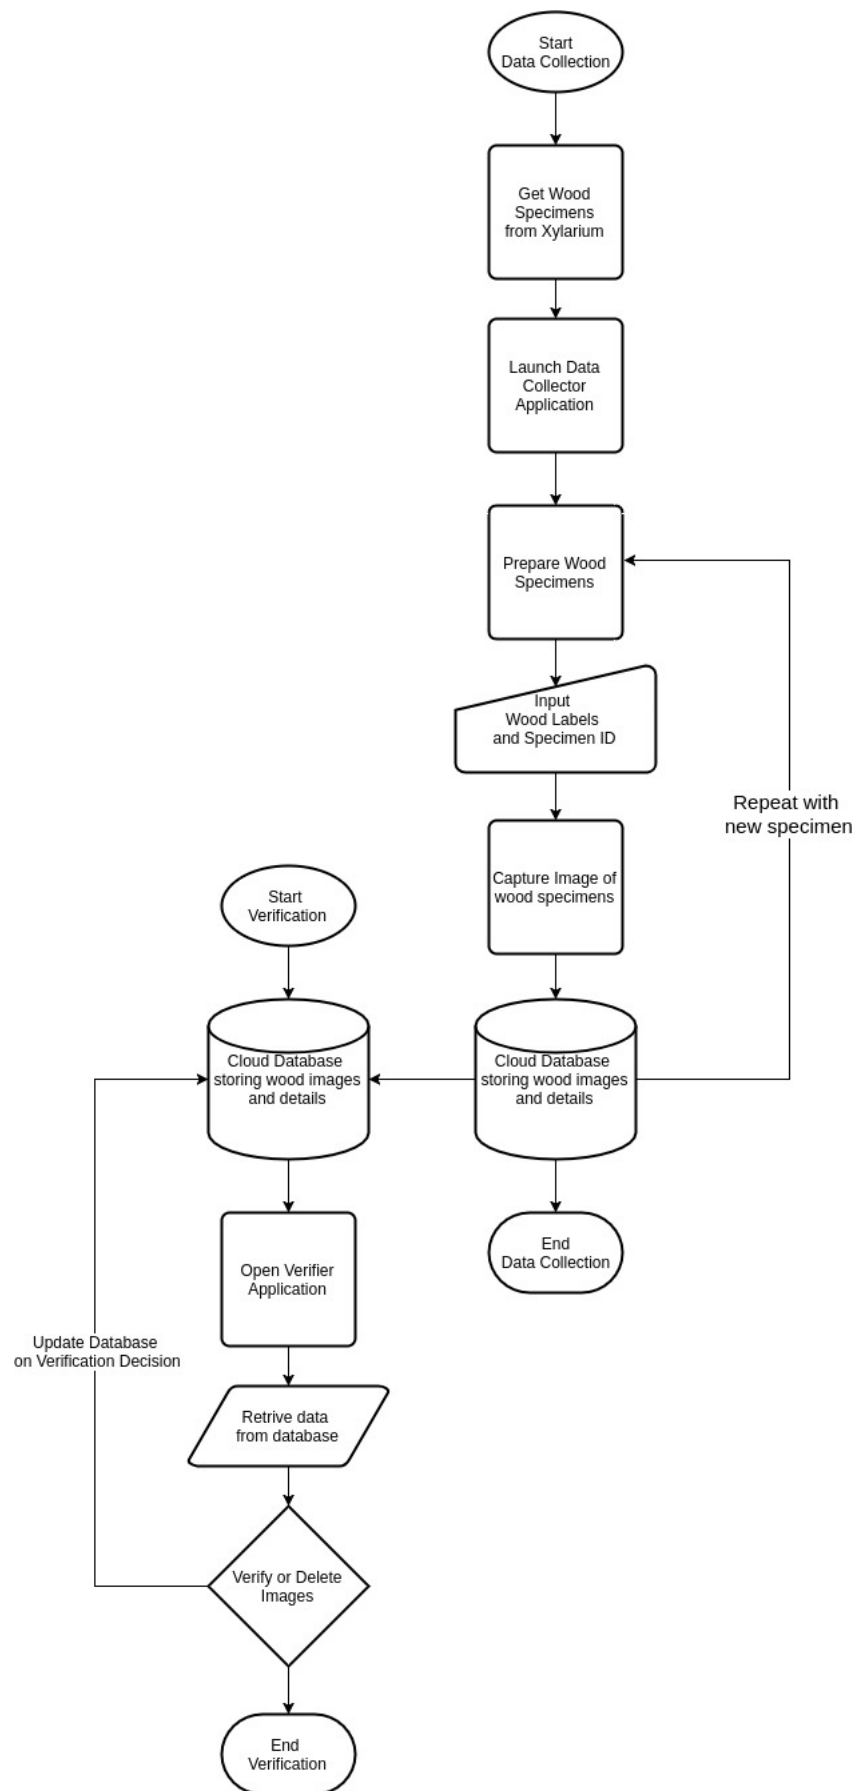 Start
Data Collection
Get Wood
Specimens
from Xylarium
Launch Data
Collector
Application
Prepare Wood
Specimens
Input
Wood Labels
and Specimen ID
Repeat with
new specimen
Capture Image of
wood specimens
Start
Verification
Cloud Database
storing wood images
and details
Cloud Database
storing wood images
and details
End
Data Collection
Open Verifier
Application
Update Database
on Verification Decision
Retrive data
from database
Verify or Delete
Images
End
Verification